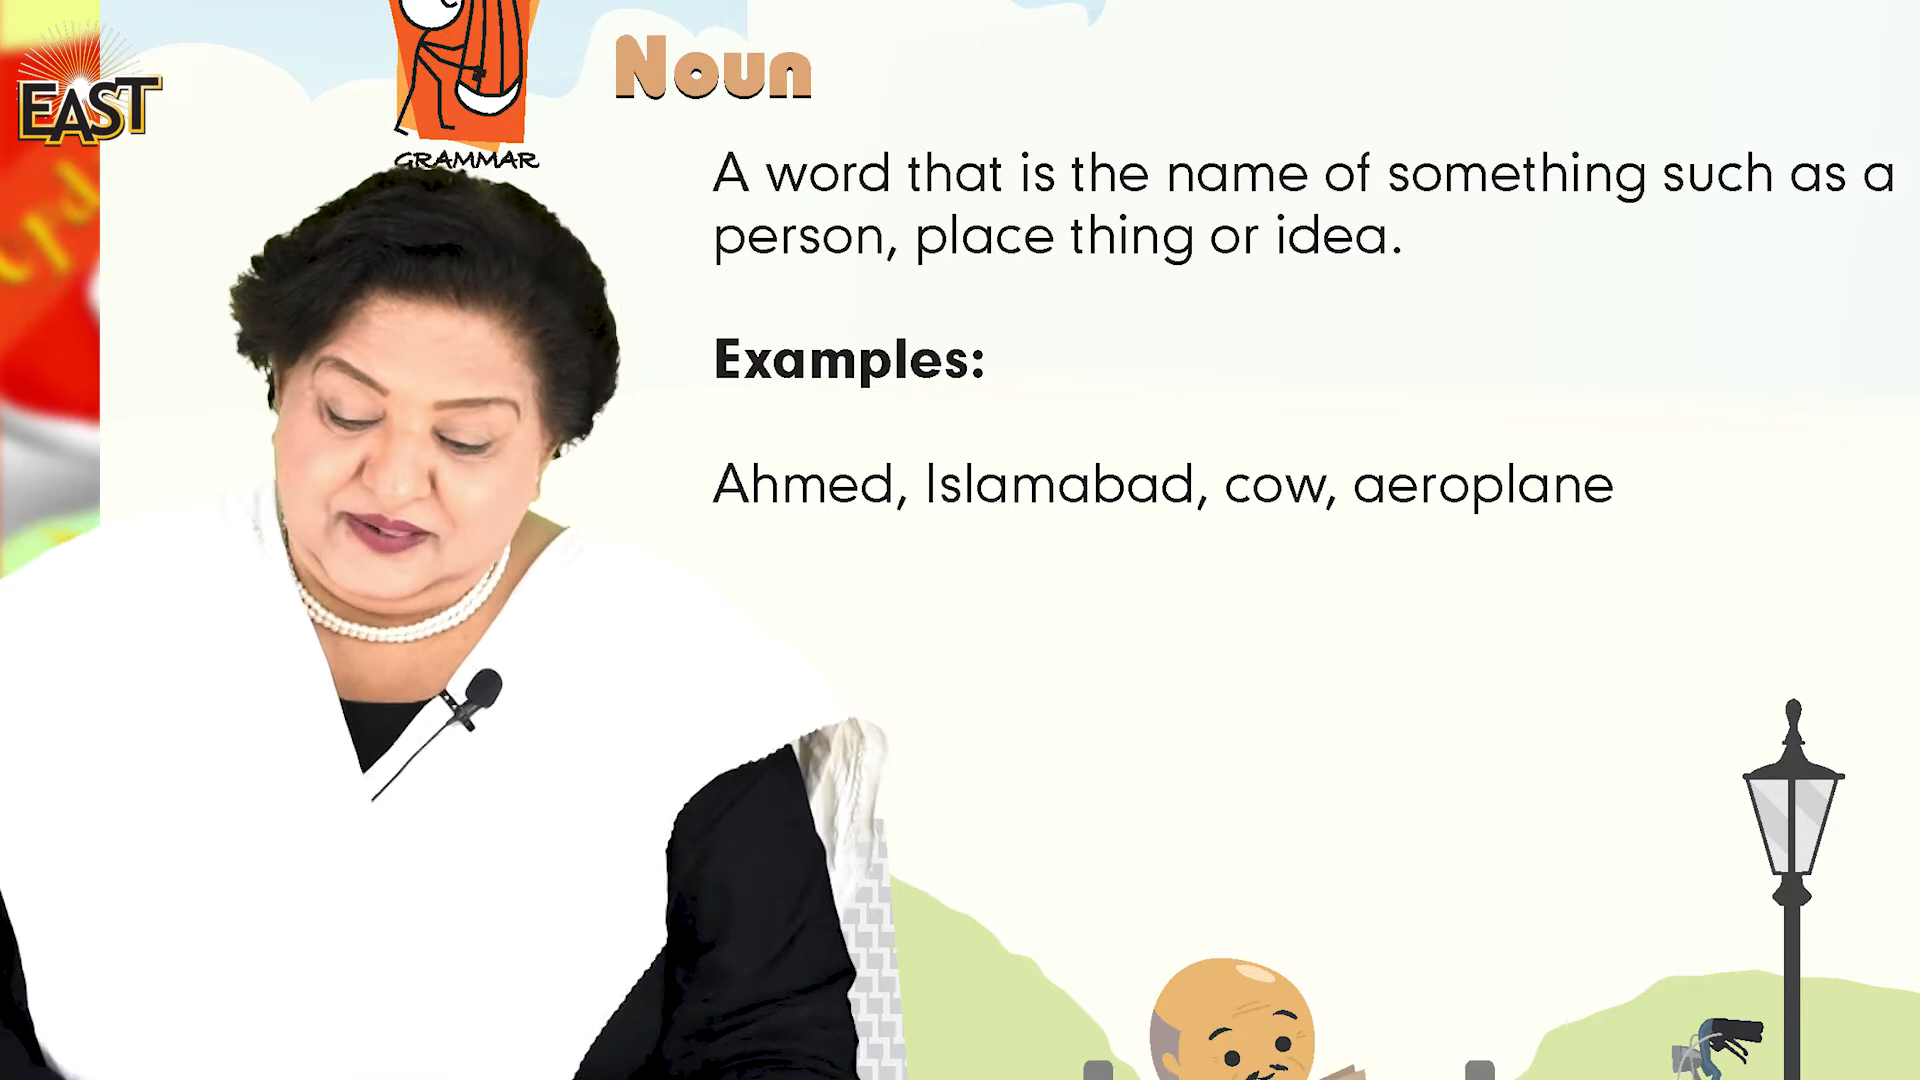 EAST
GRAMMAR
Noun
A word that is the name of something such as a
person, place thing or idea.
Examples:
Ahmed, Islamabad, cow, aeroplane